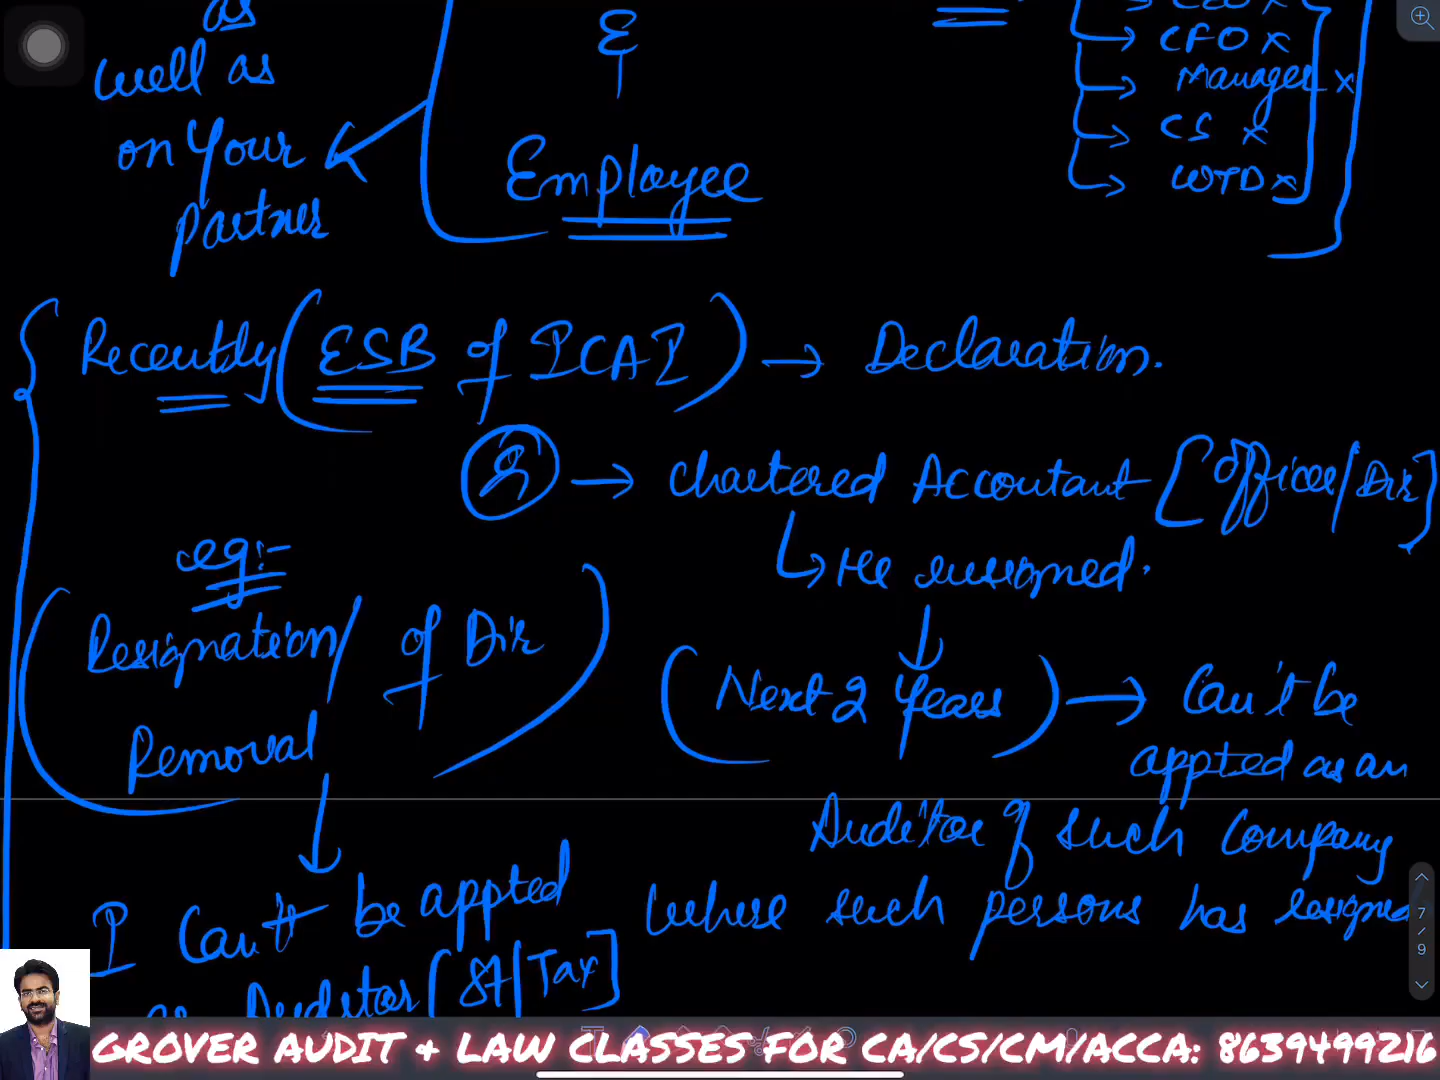 as
well as
on Your
Partner
&
Employee
CFO x
Manager x
CS x
WTD x
Recently (ESB of ICAI) → Declaration.
→ Chartered Accountant [Officer/Dir]
→ He resigned.
eg:-
(Resignation/ of Dir)
Removal
(Next 2 Years) → Can't be
appted as an
Auditor of such Company
where such persons has resigned
I Can't be appted
as Auditor [St/Tax]
7
/
9
GROVER AUDIT & LAW CLASSES FOR CA/CS/CM/ACCA: 8639499216